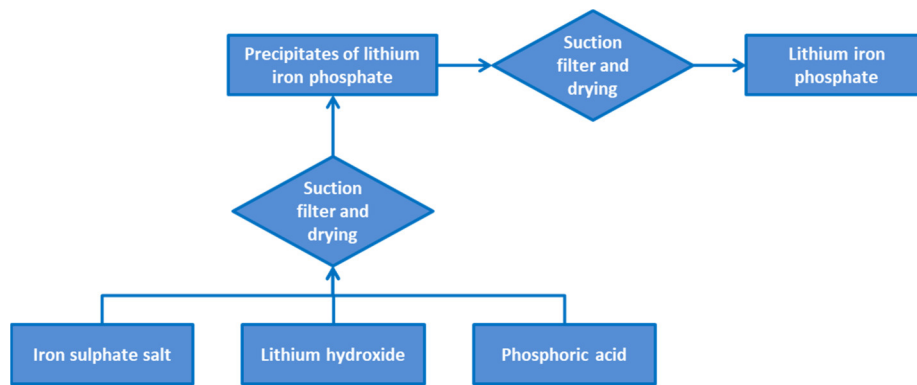 Precipitates of lithium
iron phosphate
Suction
filter and
drying
Lithium iron
phosphate
Suction
filter and
drying
Iron sulphate salt
Lithium hydroxide
Phosphoric acid